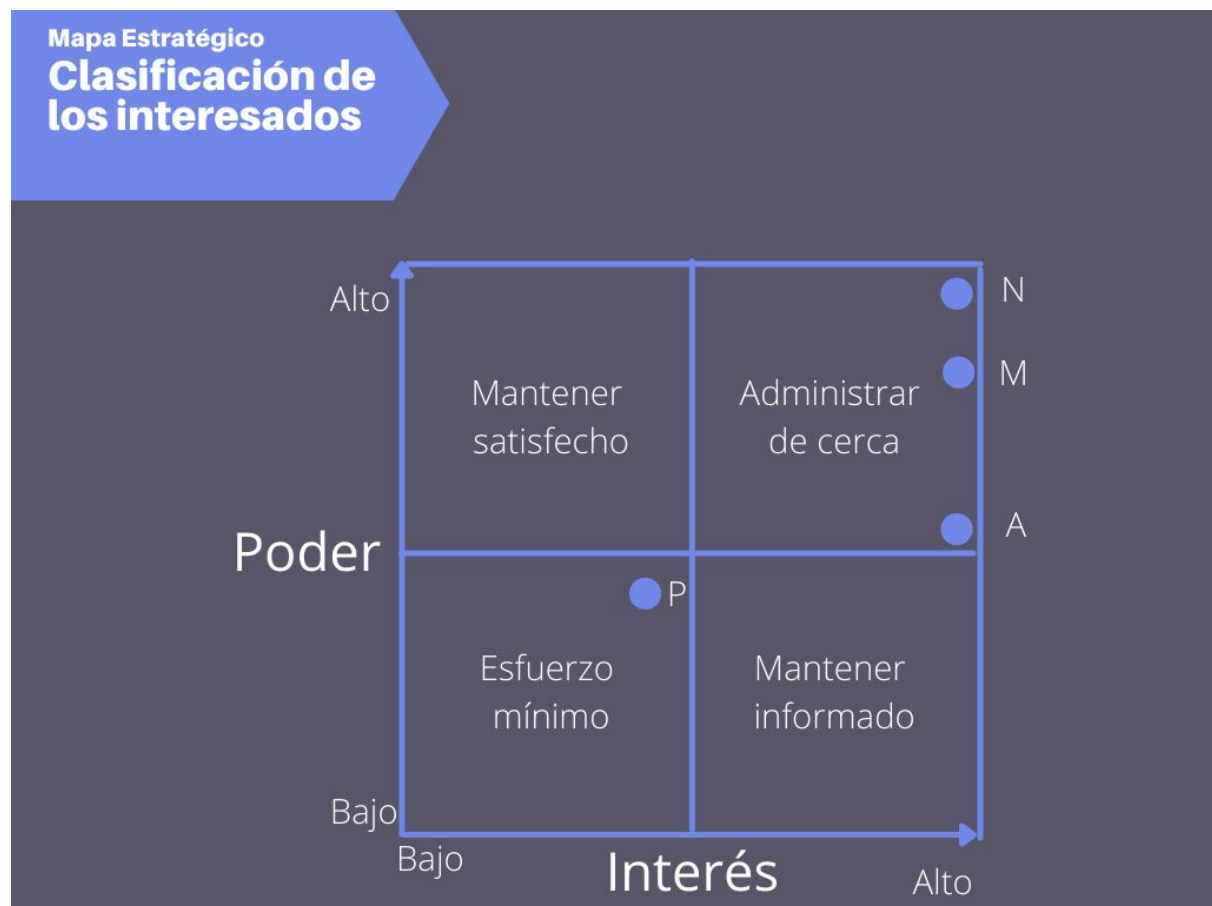 Mapa Estratégico
Clasificación de
los interesados
Alto
N
M
Mantener
satisfecho
Administrar
de cerca
A
Poder
P
Esfuerzo
mínimo
Mantener
informado
Bajo
Bajo
Interés
Alto